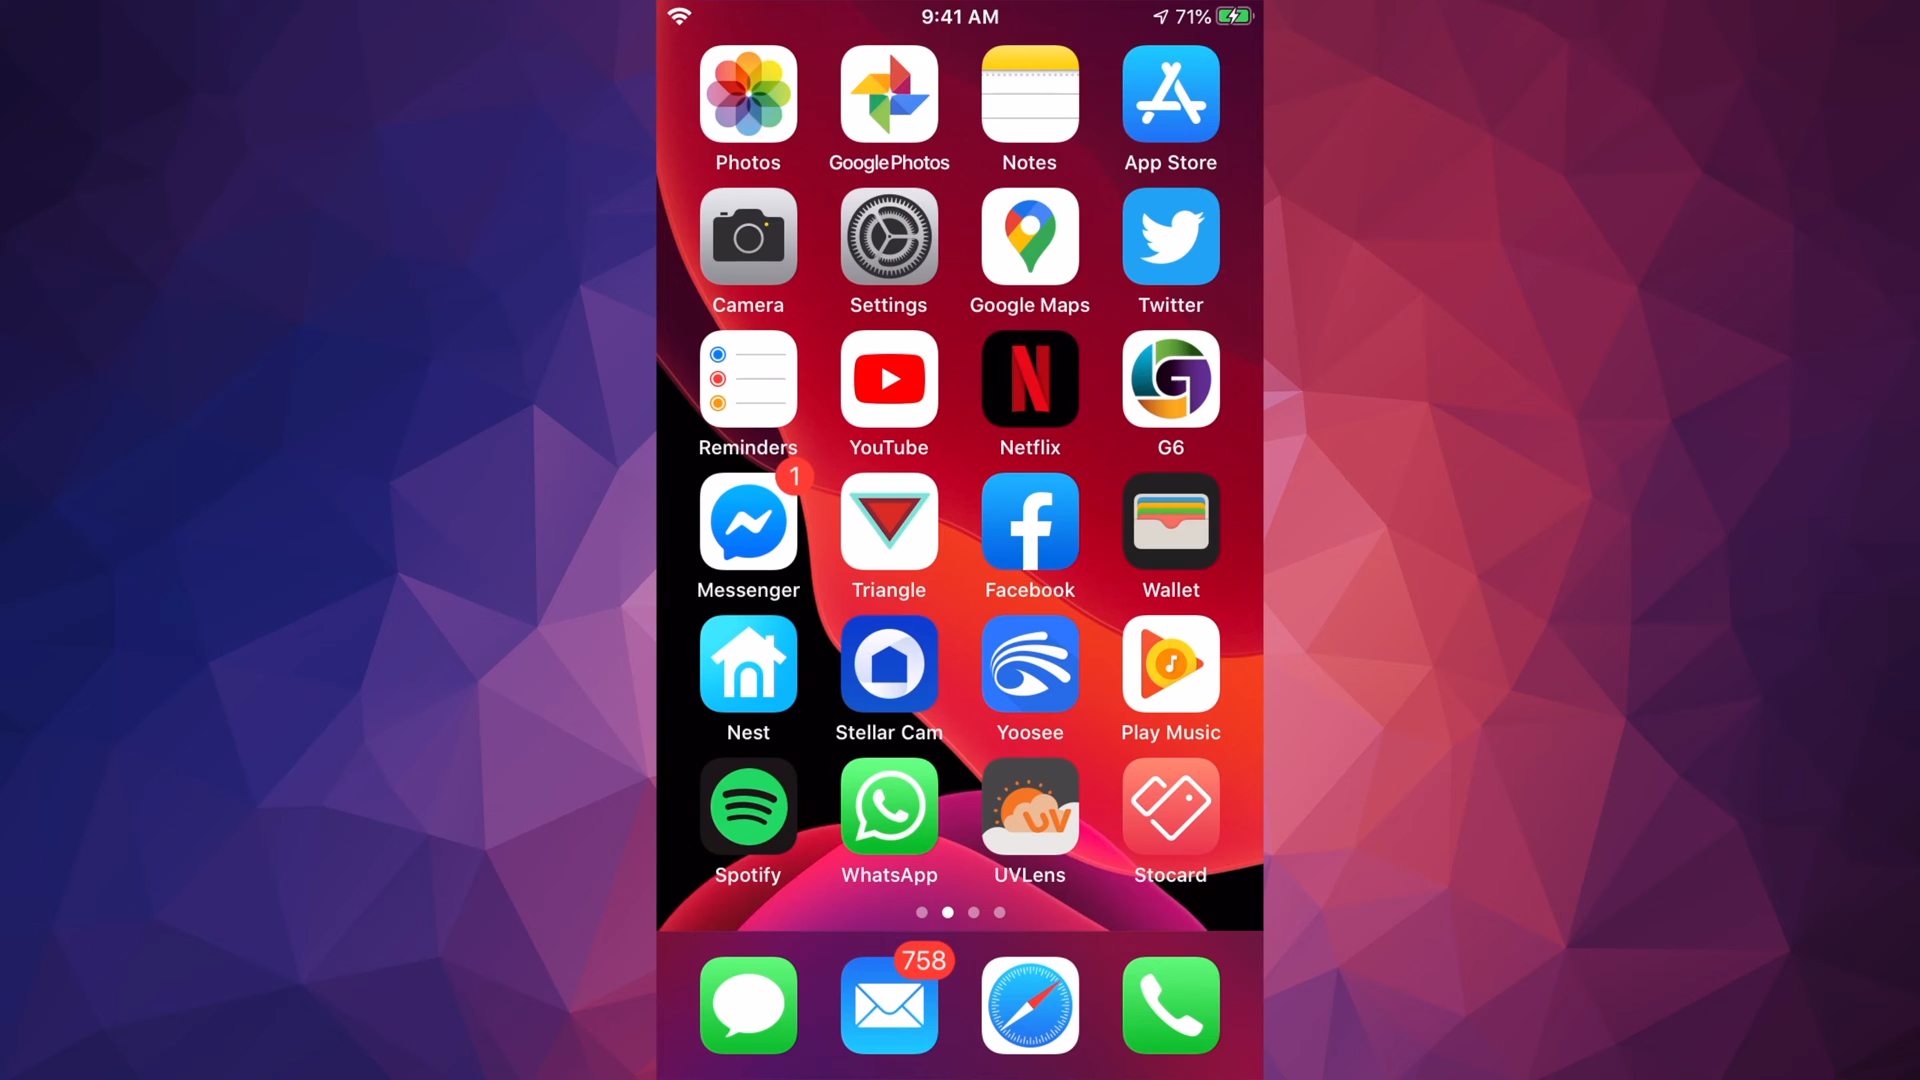 9:41 AM 71%
Photos Google Photos Notes App Store
Camera Settings Google Maps Twitter
Reminders YouTube Netflix G6
1
Messenger Triangle Facebook Wallet
Nest Stellar Cam Yoosee Play Music
UV
Spotify WhatsApp UVLens Stocard
758